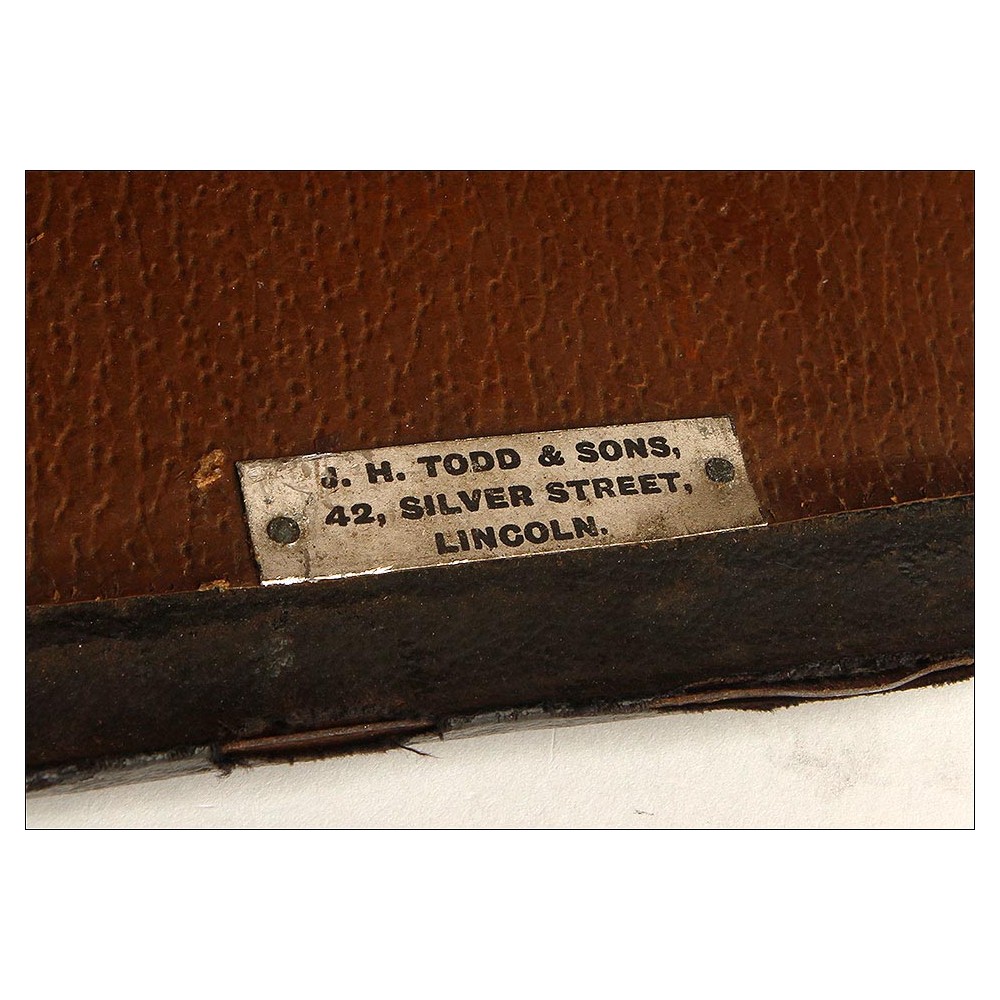 J. H. TODD & SONS,
42, SILVER STREET,
LINCOLN.